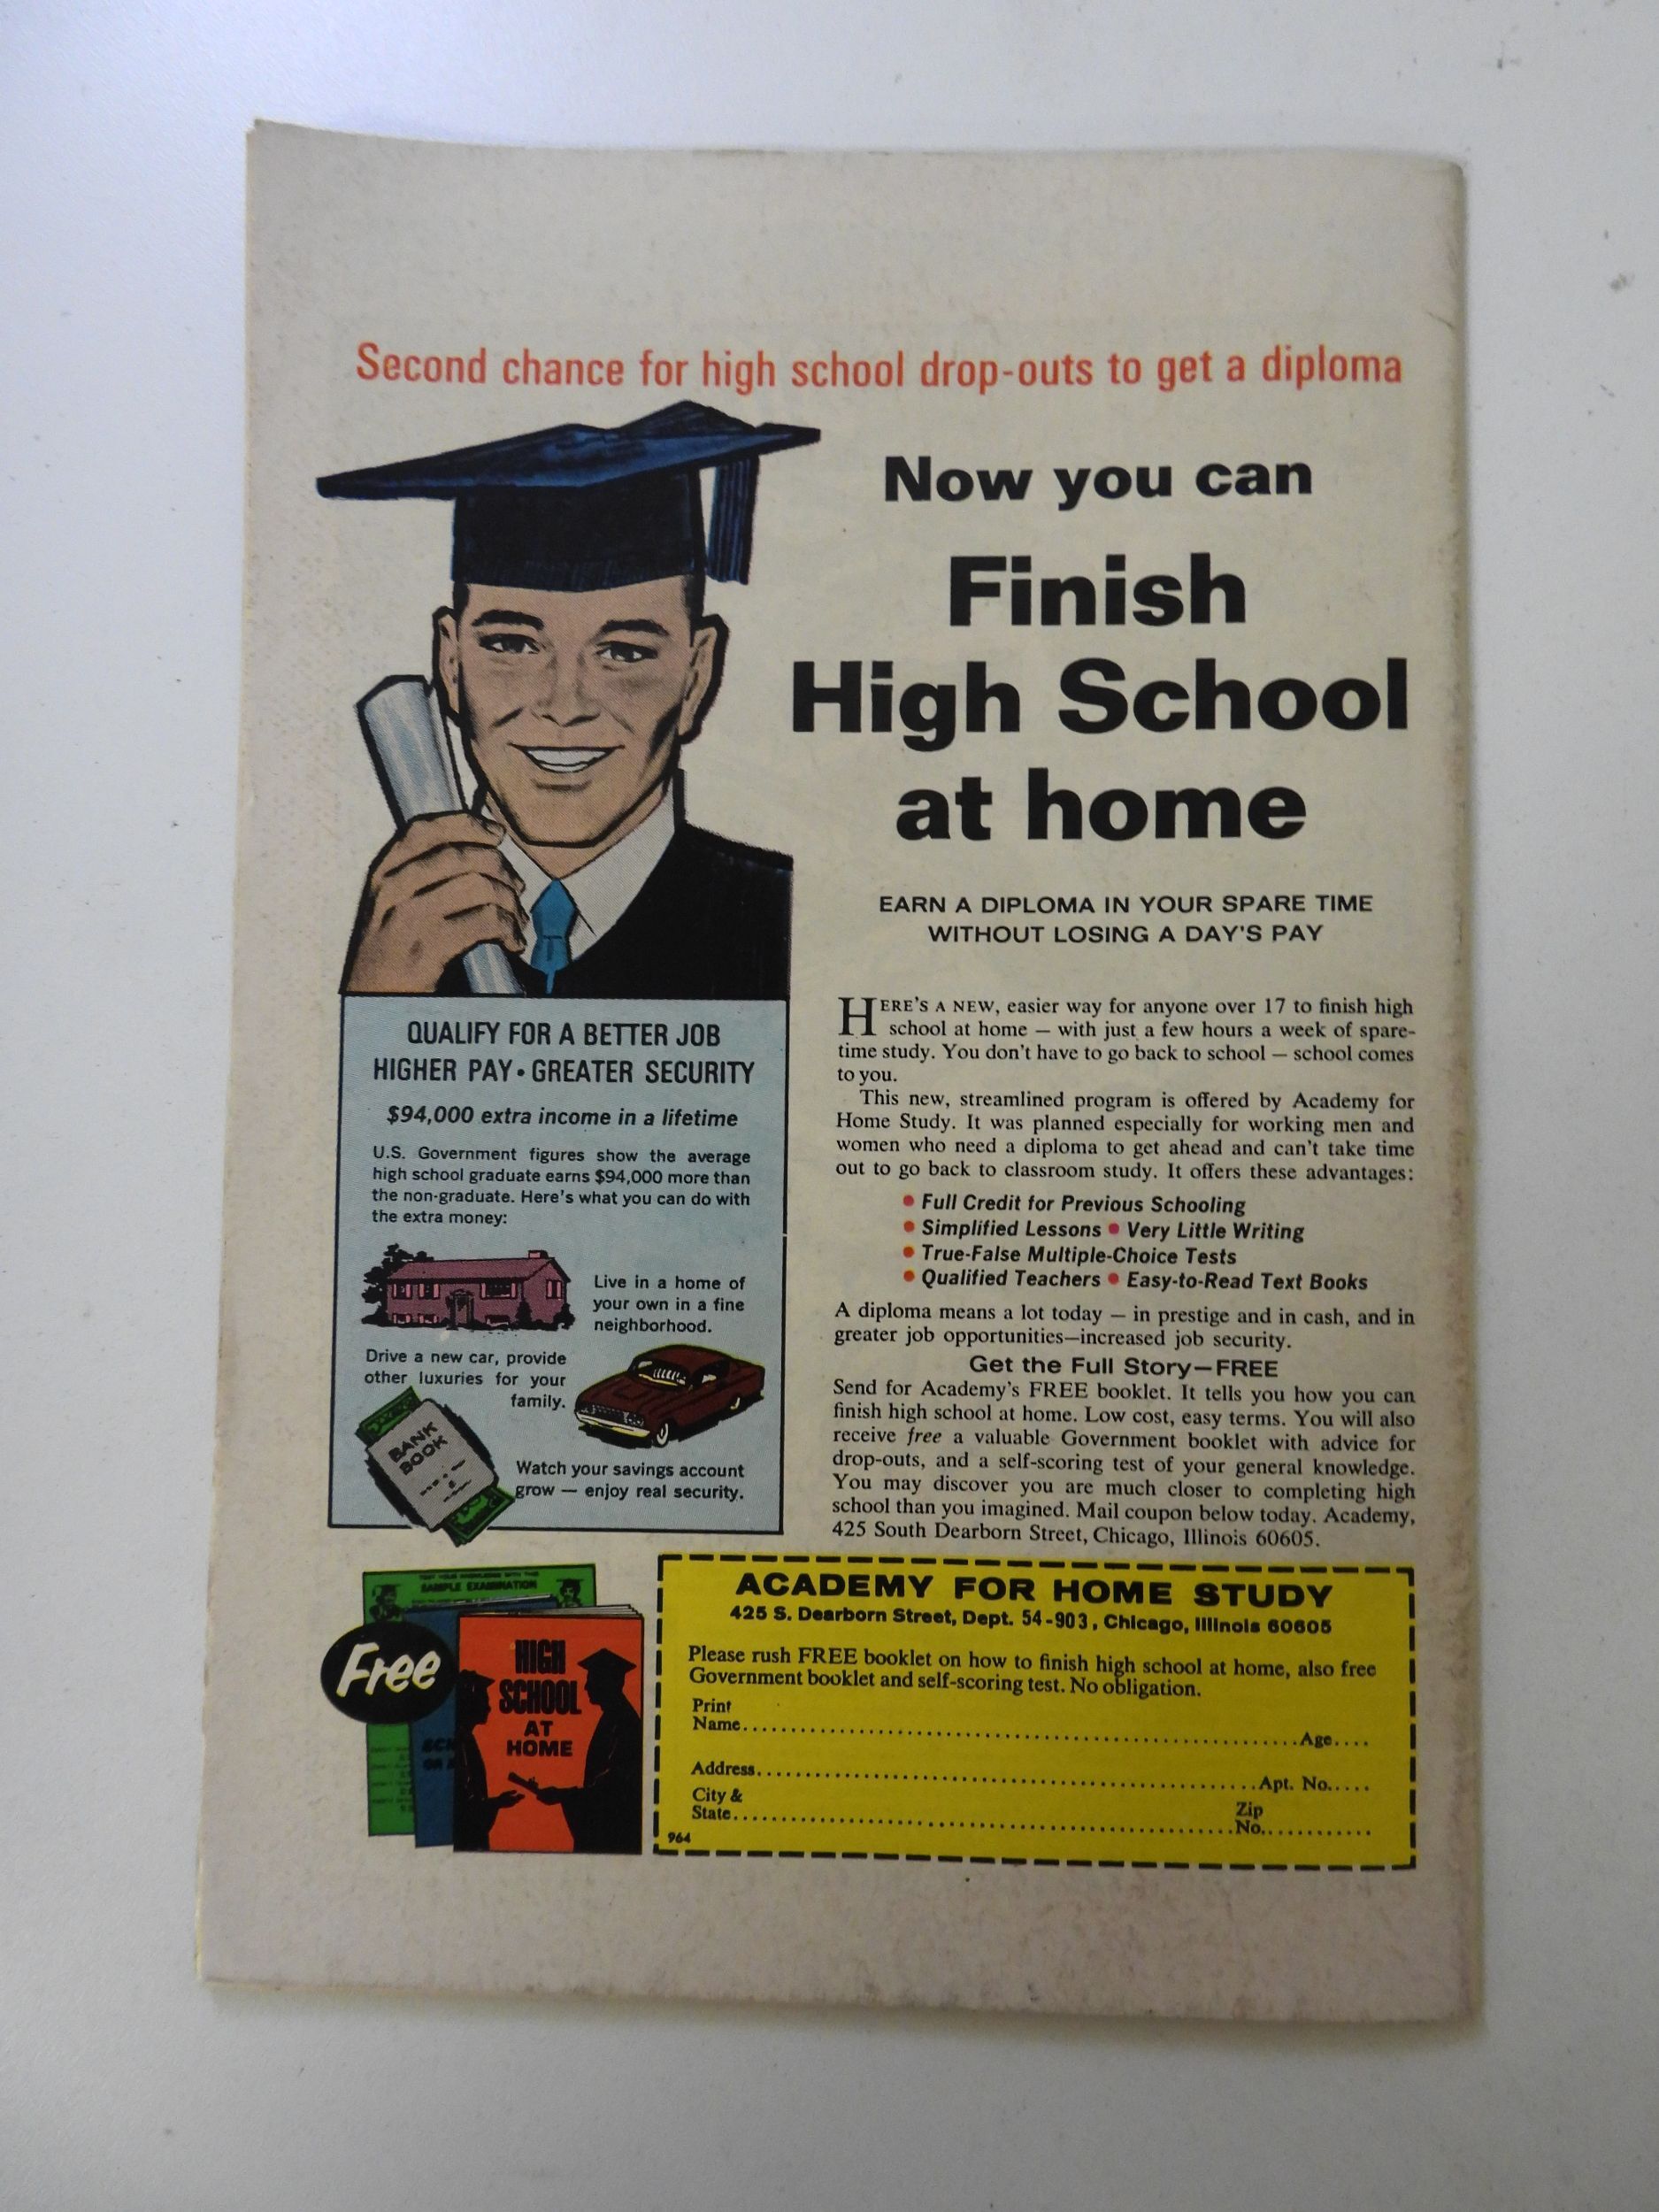 Second chance for high school drop-outs to get a diploma
Now you can
Finish
High School
at home
EARN A DIPLOMA IN YOUR SPARE TIME
WITHOUT LOSING A DAY'S PAY
QUALIFY FOR A BETTER JOB
HIGHER PAY • GREATER SECURITY
$94,000 extra income in a lifetime
U.S. Government figures show the average
high school graduate earns $94,000 more than
the non-graduate. Here's what you can do with
the extra money:
Live in a home of
your own in a fine
neighborhood.
Drive a new car, provide
other luxuries for your
family.
BANK
BOOK
Watch your savings account
grow — enjoy real security.
HERE'S A NEW, easier way for anyone over 17 to finish high
school at home — with just a few hours a week of spare-
time study. You don't have to go back to school — school comes
to you.
This new, streamlined program is offered by Academy for
Home Study. It was planned especially for working men and
women who need a diploma to get ahead and can't take time
out to go back to classroom study. It offers these advantages:
• Full Credit for Previous Schooling
• Simplified Lessons • Very Little Writing
• True-False Multiple-Choice Tests
• Qualified Teachers • Easy-to-Read Text Books
A diploma means a lot today — in prestige and in cash, and in
greater job opportunities—increased job security.
Get the Full Story—FREE
Send for Academy's FREE booklet. It tells you how you can
finish high school at home. Low cost, easy terms. You will also
receive free a valuable Government booklet with advice for
drop-outs, and a self-scoring test of your general knowledge.
You may discover you are much closer to completing high
school than you imagined. Mail coupon below today. Academy,
425 South Dearborn Street, Chicago, Illinois 60605.
SAMPLE EXAMINATION
Free
HIGH
SCHOOL
AT
HOME
ACADEMY FOR HOME STUDY
425 S. Dearborn Street, Dept. 54-903, Chicago, Illinois 60605
Please rush FREE booklet on how to finish high school at home, also free
Government booklet and self-scoring test. No obligation.
Print
Name........................................Age....
Address........................................Apt. No.....
City &
State........................................Zip No............
964